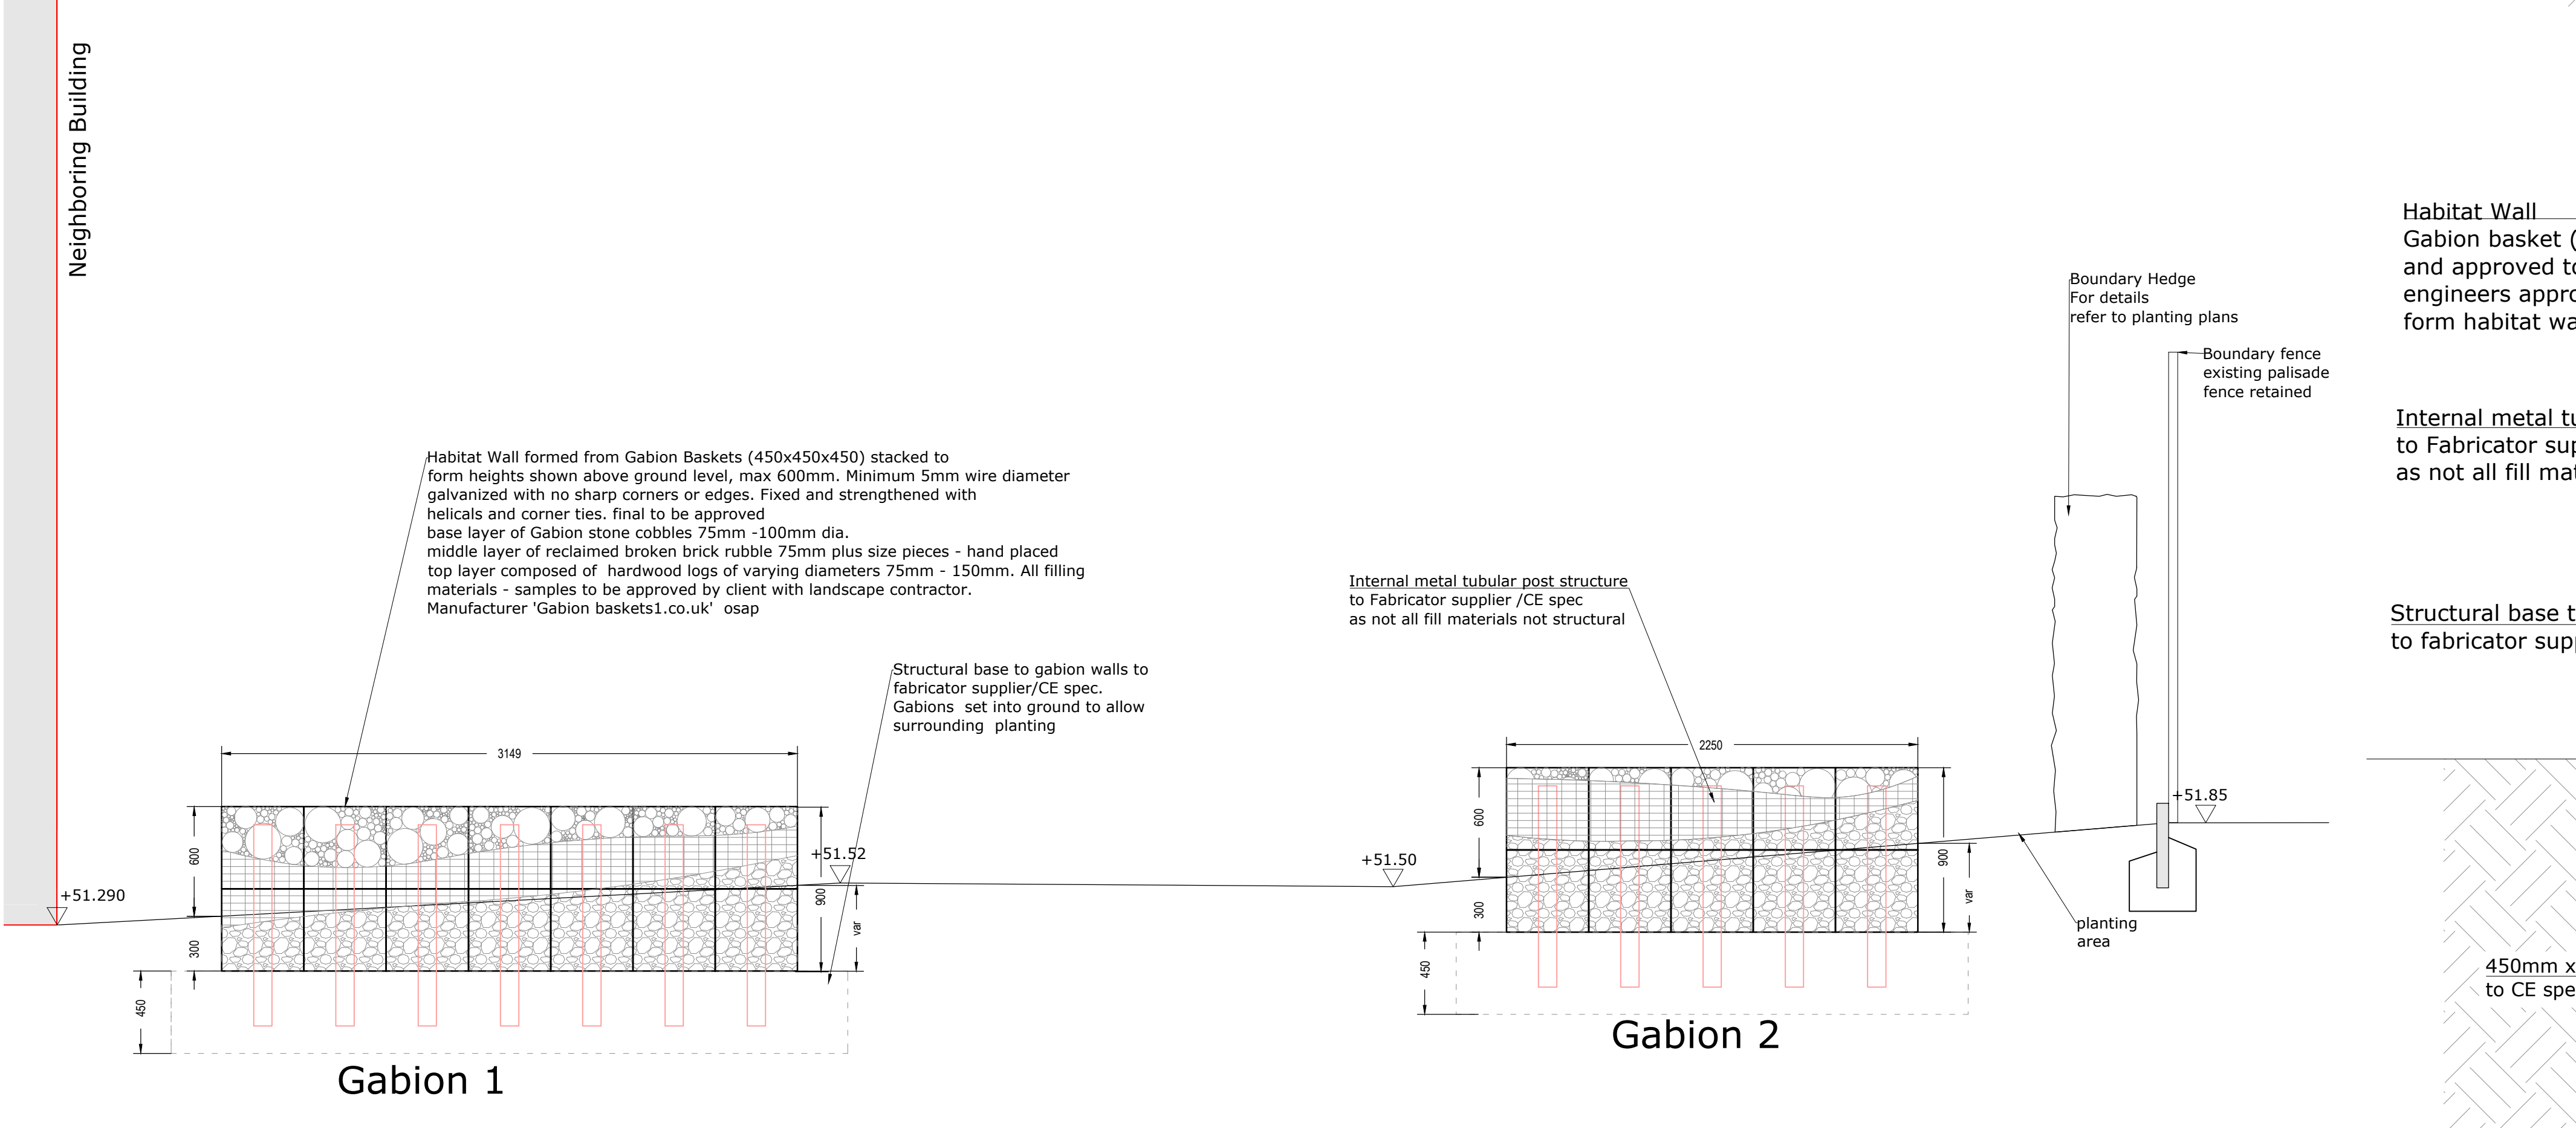 Neighboring Building
Habitat Wall formed from Gabion Baskets (450x450x450) stacked to
form heights shown above ground level, max 600mm. Minimum 5mm wire diameter
galvanized with no sharp corners or edges. Fixed and strengthened with
helicals and corner ties. final to be approved
base layer of Gabion stone cobbles 75mm -100mm dia.
middle layer of reclaimed broken brick rubble 75mm plus size pieces - hand placed
top layer composed of hardwood logs of varying diameters 75mm - 150mm. All filling
materials - samples to be approved by client with landscape contractor.
Manufacturer 'Gabion baskets1.co.uk' osap
Structural base to gabion walls to
fabricator supplier/CE spec.
Gabions set into ground to allow
surrounding planting
3149
600
300
450
900
var
+51.290
+51.52
Gabion 1
Internal metal tubular post structure
to Fabricator supplier /CE spec
as not all fill materials not structural
2250
600
300
450
900
var
+51.50
Gabion 2
Boundary Hedge
For details
refer to planting plans
Boundary fence
existing palisade
fence retained
+51.85
planting
area
Habitat Wall
Gabion basket (
and approved to
engineers appro
form habitat wa
Internal metal tu
to Fabricator sup
as not all fill mat
Structural base t
to fabricator supp
450mm x
to CE spe